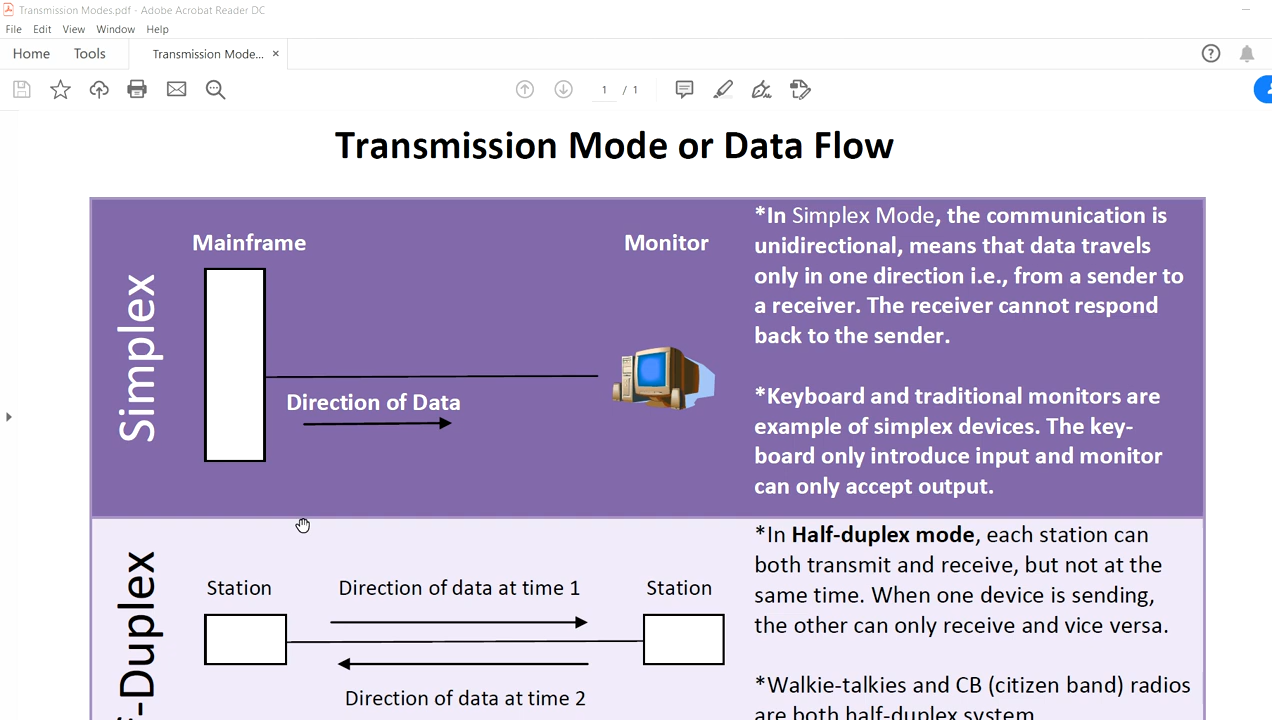 Transmission Modes.pdf - Adobe Acrobat Reader DC
File Edit View Window Help
Home Tools Transmission Mode... ×
1 / 1
Transmission Mode or Data Flow
Simplex
Mainframe
Monitor
Direction of Data
*In Simplex Mode, the communication is
unidirectional, means that data travels
only in one direction i.e., from a sender to
a receiver. The receiver cannot respond
back to the sender.
*Keyboard and traditional monitors are
example of simplex devices. The key-
board only introduce input and monitor
can only accept output.
-Duplex
Station
Direction of data at time 1
Station
Direction of data at time 2
*In Half-duplex mode, each station can
both transmit and receive, but not at the
same time. When one device is sending,
the other can only receive and vice versa.
*Walkie-talkies and CB (citizen band) radios
are both half-duplex system